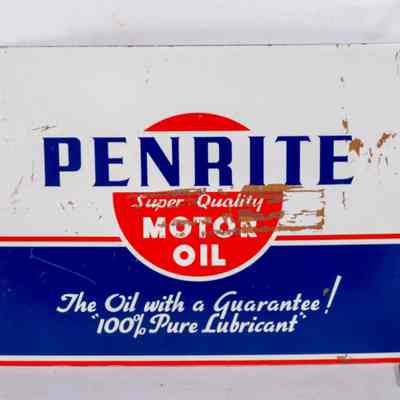 PENRITE
Super Quality
MOTOR
OIL
The Oil with a Guarantee!
"100% Pure Lubricant"